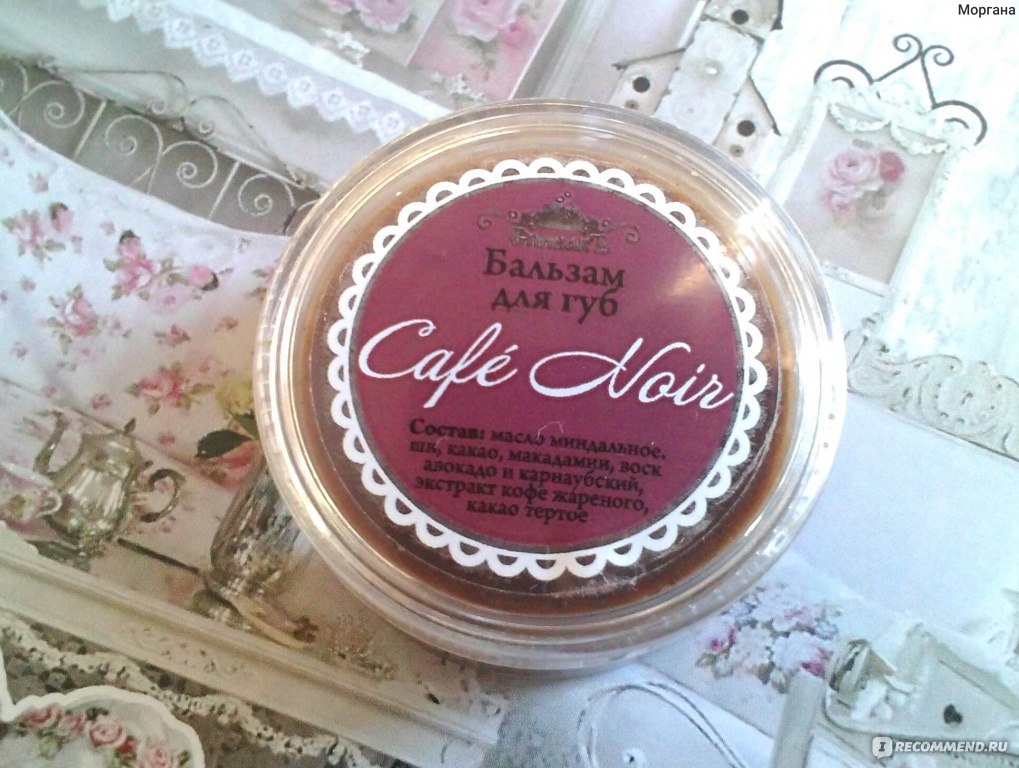 Моргана
Бальзам
для губ
Café Noir
Состав: масло миндальное,
ши, какао, макадамии, воск
авокадо и карнаубский,
экстракт кофе жареного,
какао тертое
I RECOMMEND.RU